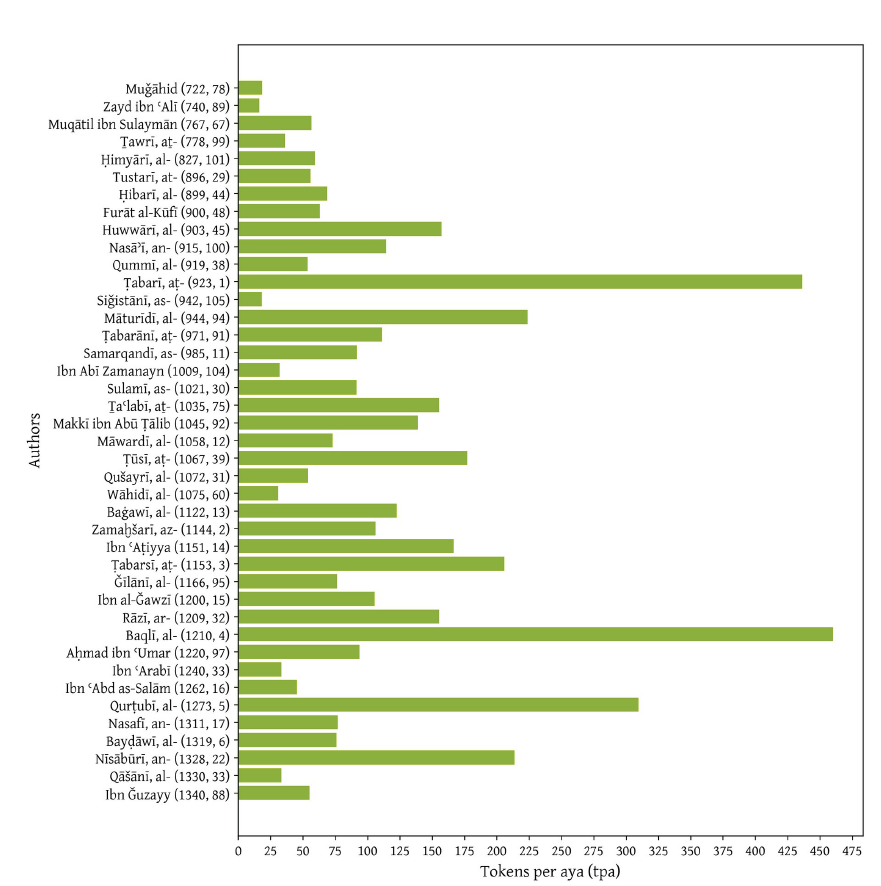 Muǧāhid (722, 78)
Zayd ibn ʿAlī (740, 89)
Muqātil ibn Sulaymān (767, 67)
Ṯawrī, aṯ- (778, 99)
Ḥimyārī, al- (827, 101)
Tustarī, at- (896, 29)
Ḥibarī, al- (899, 44)
Furāt al-Kūfī (900, 48)
Huwwārī, al- (903, 45)
Nasāʾī, an- (915, 100)
Qummī, al- (919, 38)
Ṭabarī, aṭ- (923, 1)
Siǧistānī, as- (942, 105)
Māturīdī, al- (944, 94)
Ṭabarānī, aṭ- (971, 91)
Samarqandī, as- (985, 11)
Ibn Abī Zamanayn (1009, 104)
Sulamī, as- (1021, 30)
Ṯaʿlabī, aṯ- (1035, 75)
Makkī ibn Abū Ṭālib (1045, 92)
Māwardī, al- (1058, 12)
Ṭūsī, aṭ- (1067, 39)
Qušayrī, al- (1072, 31)
Wāhidī, al- (1075, 60)
Baġawī, al- (1122, 13)
Zamaḫšarī, az- (1144, 2)
Ibn ʿAṭiyya (1151, 14)
Ṭabarsī, aṭ- (1153, 3)
Ǧīlānī, al- (1166, 95)
Ibn al-Ǧawzī (1200, 15)
Rāzī, ar- (1209, 32)
Baqlī, al- (1210, 4)
Aḥmad ibn ʿUmar (1220, 97)
Ibn ʿArabī (1240, 33)
Ibn ʿAbd as-Salām (1262, 16)
Qurṭubī, al- (1273, 5)
Nasafī, an- (1311, 17)
Bayḍāwī, al- (1319, 6)
Nīsābūrī, an- (1328, 22)
Qāšānī, al- (1330, 33)
Ibn Ǧuzayy (1340, 88)
Authors
0 25 50 75 100 125 150 175 200 225 250 275 300 325 350 375 400 425 450 475
Tokens per aya (tpa)